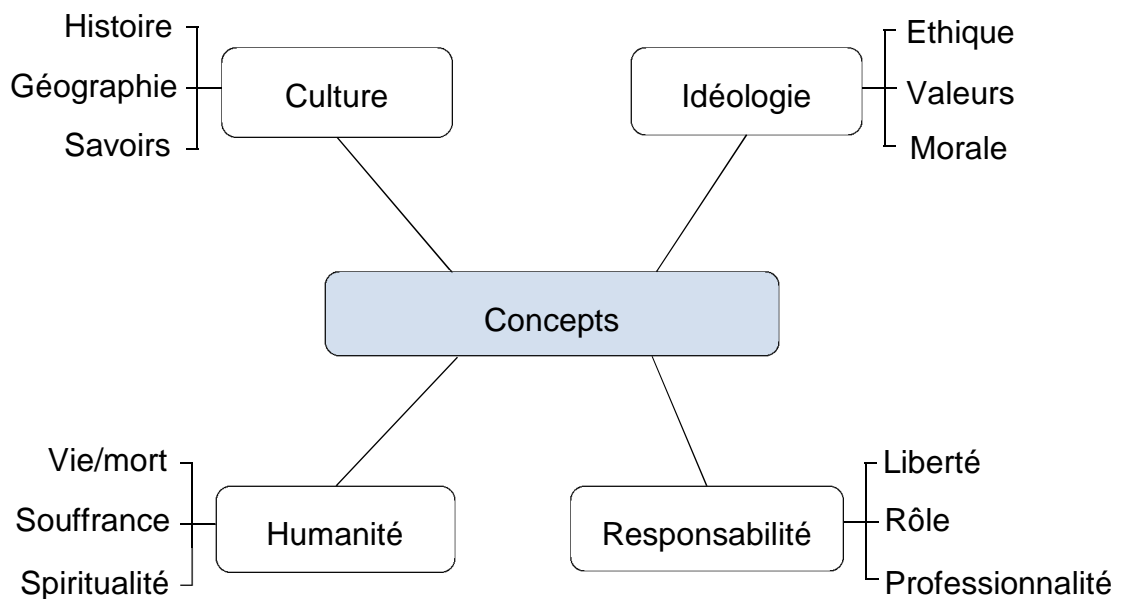 Histoire
Géographie
Savoirs
Culture
Idéologie
Ethique
Valeurs
Morale
Concepts
Vie/mort
Souffrance
Spiritualité
Humanité
Responsabilité
Liberté
Rôle
Professionnalité